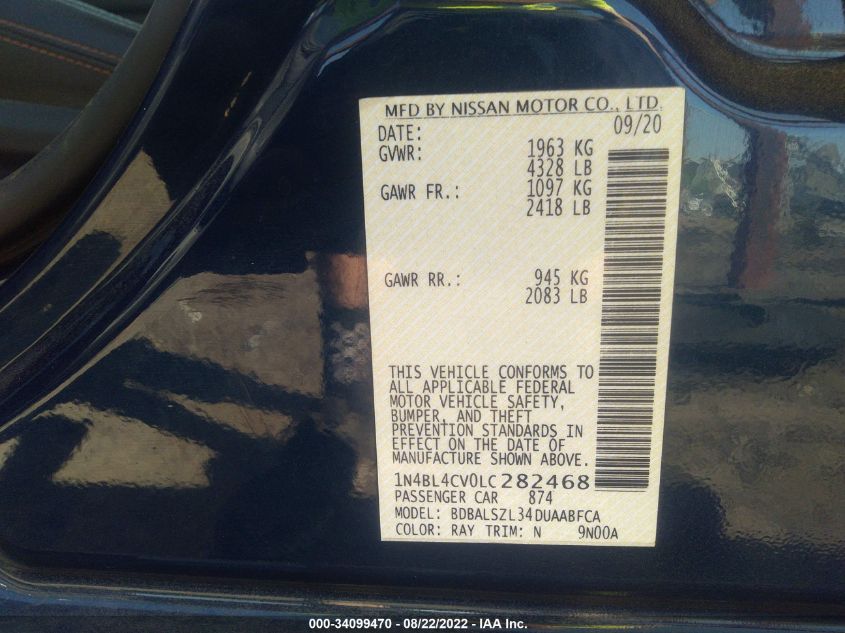 MFD BY NISSAN MOTOR CO., LTD.
DATE: 09/20
GVWR: 1963 KG
4328 LB
GAWR FR.: 1097 KG
2418 LB
GAWR RR.: 945 KG
2083 LB
THIS VEHICLE CONFORMS TO
ALL APPLICABLE FEDERAL
MOTOR VEHICLE SAFETY,
BUMPER, AND THEFT
PREVENTION STANDARDS IN
EFFECT ON THE DATE OF
MANUFACTURE SHOWN ABOVE.
1N4BL4CV0LC282468
PASSENGER CAR 874
MODEL: BDBALSZL34DUAABFCA
COLOR: RAY TRIM: N 9N00A
000-34099470 - 08/22/2022 - IAA Inc.